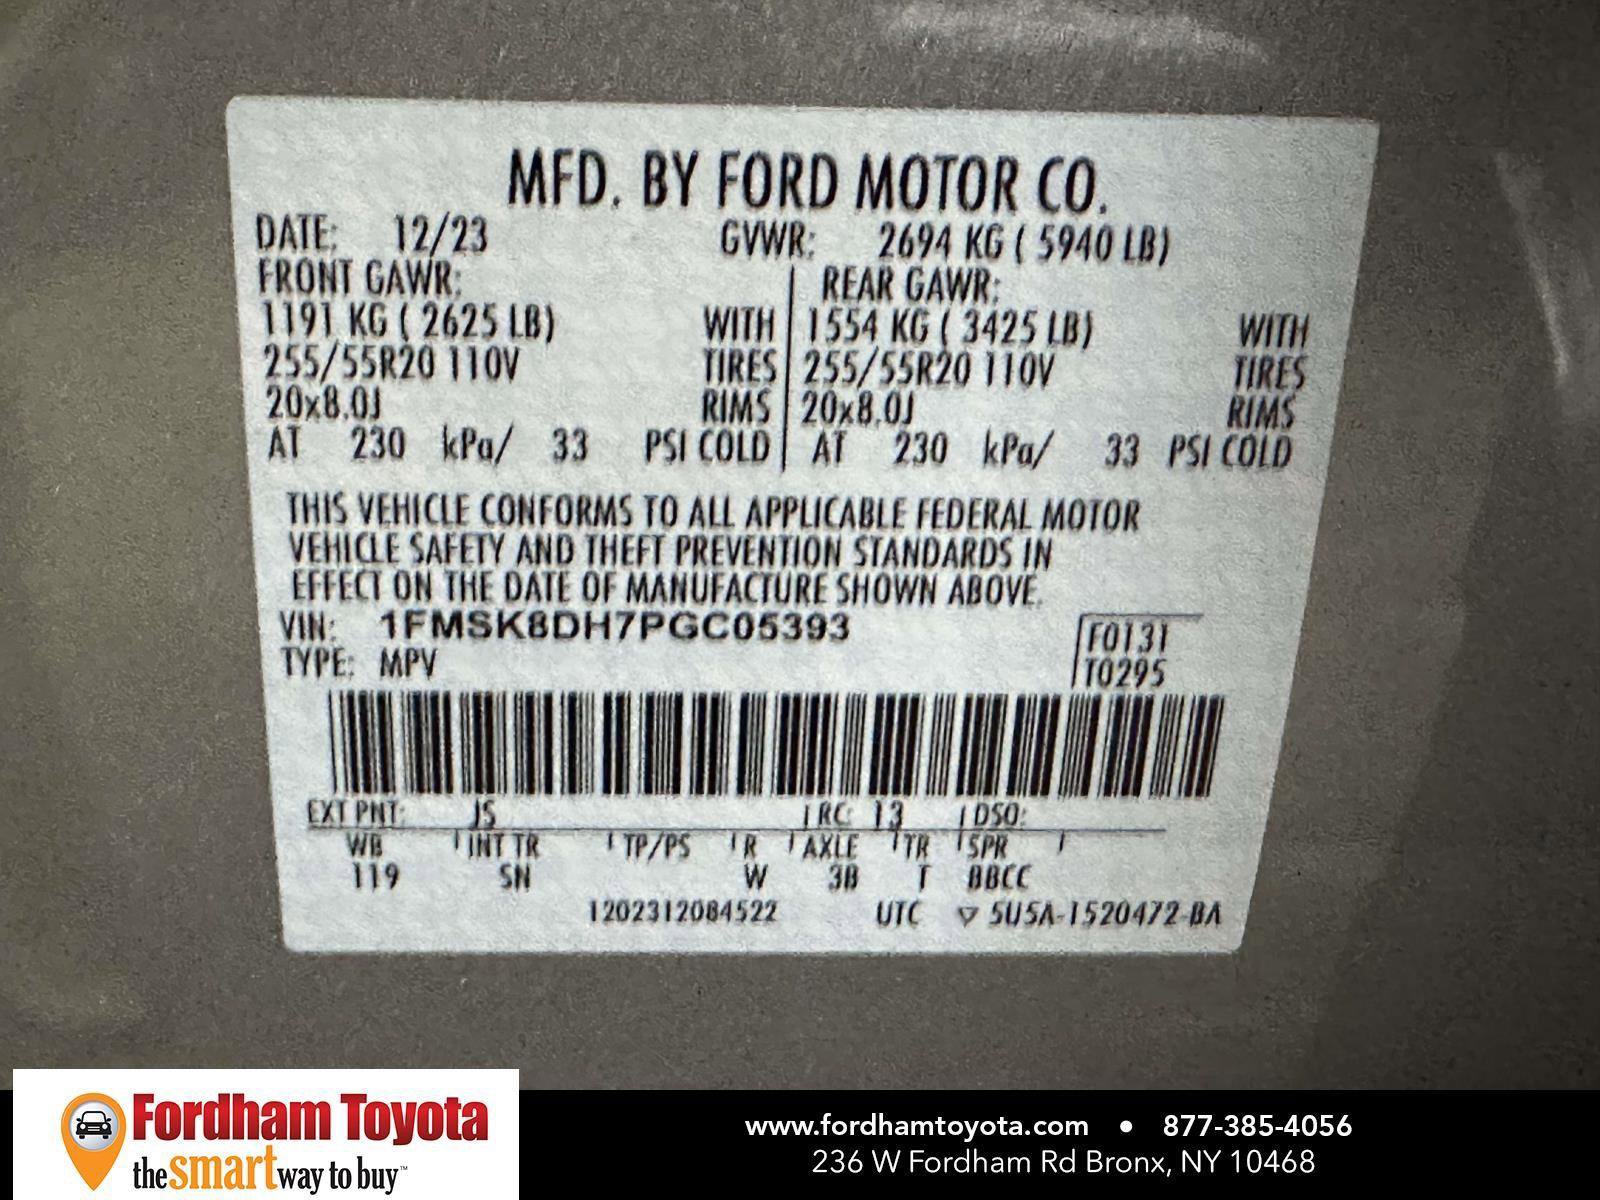 MFD. BY FORD MOTOR CO.
DATE: 12/23 GVWR: 2694 KG ( 5940 LB)
FRONT GAWR: REAR GAWR:
1191 KG ( 2625 LB) WITH 1554 KG ( 3425 LB) WITH
255/55R20 110V TIRES 255/55R20 110V TIRES
20x8.0J RIMS 20x8.0J RIMS
AT 230 kPa/ 33 PSI COLD AT 230 kPa/ 33 PSI COLD
THIS VEHICLE CONFORMS TO ALL APPLICABLE FEDERAL MOTOR
VEHICLE SAFETY AND THEFT PREVENTION STANDARDS IN
EFFECT ON THE DATE OF MANUFACTURE SHOWN ABOVE.
VIN: 1FMSK8DH7PGC05393 F0131
TYPE: MPV T0295
EXT PNT: JS RC: 13 DSO:
WB INT TR TP/PS R AXLE TR SPR
119 SN W 3B T BBCC
1202312084522 UTC ▽ 5U5A-1520472-BA
Fordham Toyota
the smart way to buy™
www.fordhamtoyota.com • 877-385-4056
236 W Fordham Rd Bronx, NY 10468